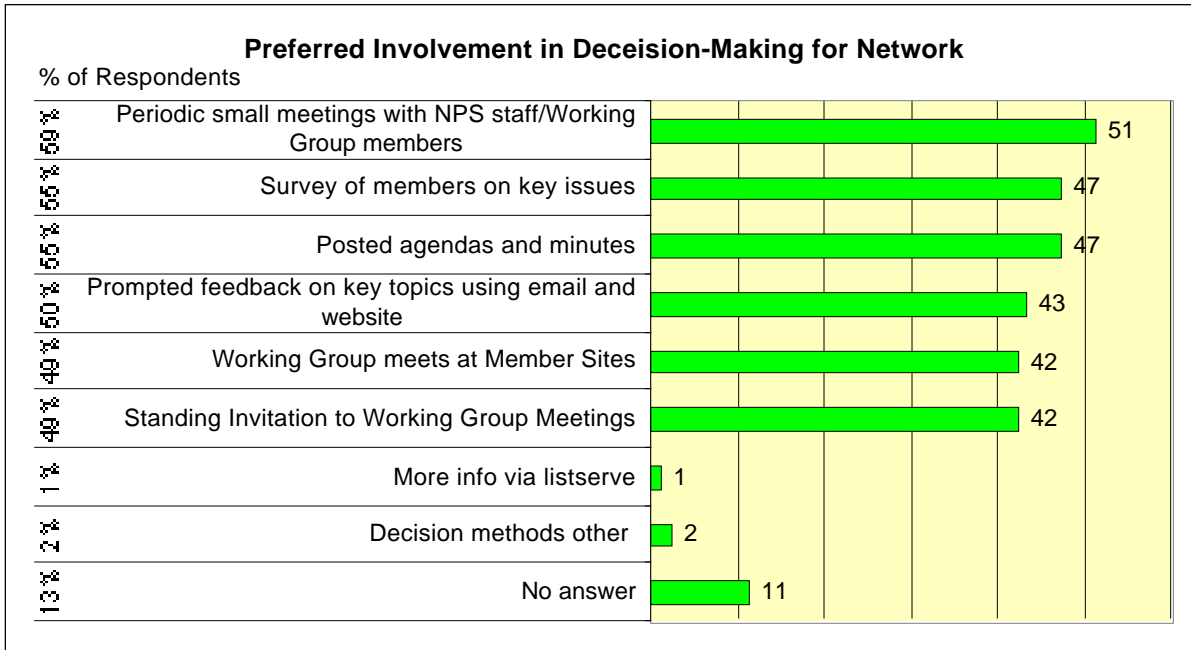 Preferred Involvement in Deceision-Making for Network
% of Respondents
59% Periodic small meetings with NPS staff/Working
Group members 51
55% Survey of members on key issues 47
55% Posted agendas and minutes 47
50% Prompted feedback on key topics using email and
website 43
49% Working Group meets at Member Sites 42
49% Standing Invitation to Working Group Meetings 42
1% More info via listserve 1
2% Decision methods other 2
13% No answer 11